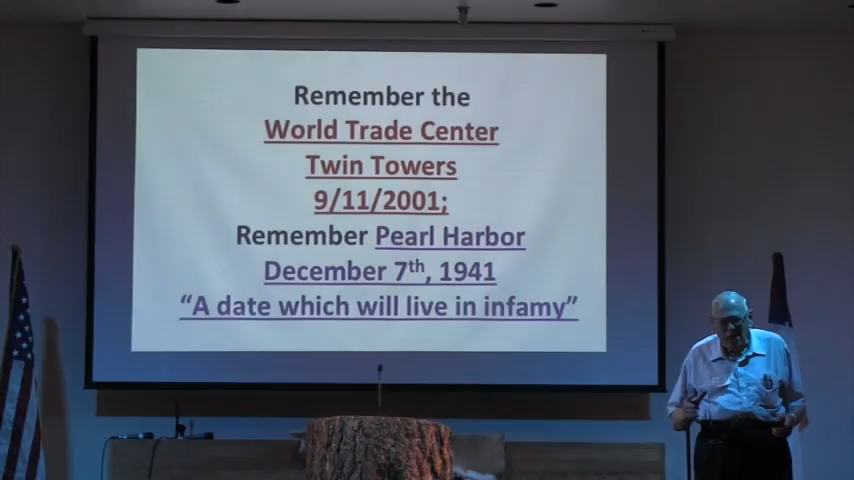 Remember the
World Trade Center
Twin Towers
9/11/2001;
Remember Pearl Harbor
December 7th, 1941
“A date which will live in infamy”